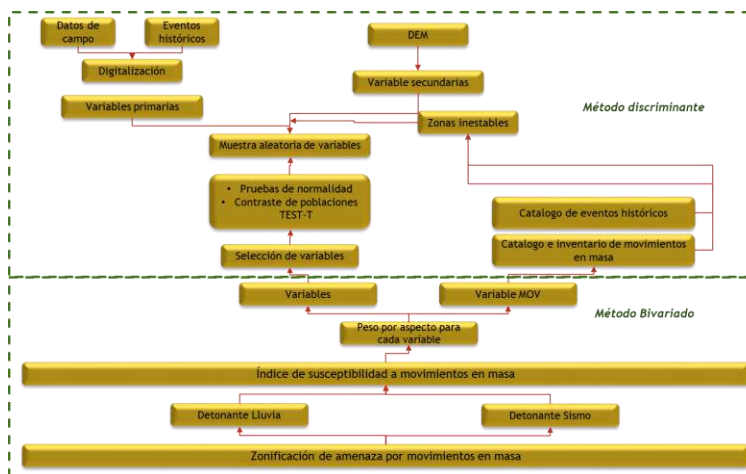 Datos de
campo
Eventos
históricos
DEM
Digitalización
Variable secundarias
Variables primarias
Método discriminante
Zonas inestables
Muestra aleatoria de variables
• Pruebas de normalidad
• Contraste de poblaciones
TEST-T
Catalogo de eventos históricos
Selección de variables
Catalogo e inventario de movimientos
en masa
Variables
Variable MOV
Método Bivariado
Peso por aspecto para
cada variable
Índice de susceptibilidad a movimientos en masa
Detonante Lluvia
Detonante Sismo
Zonificación de amenaza por movimientos en masa